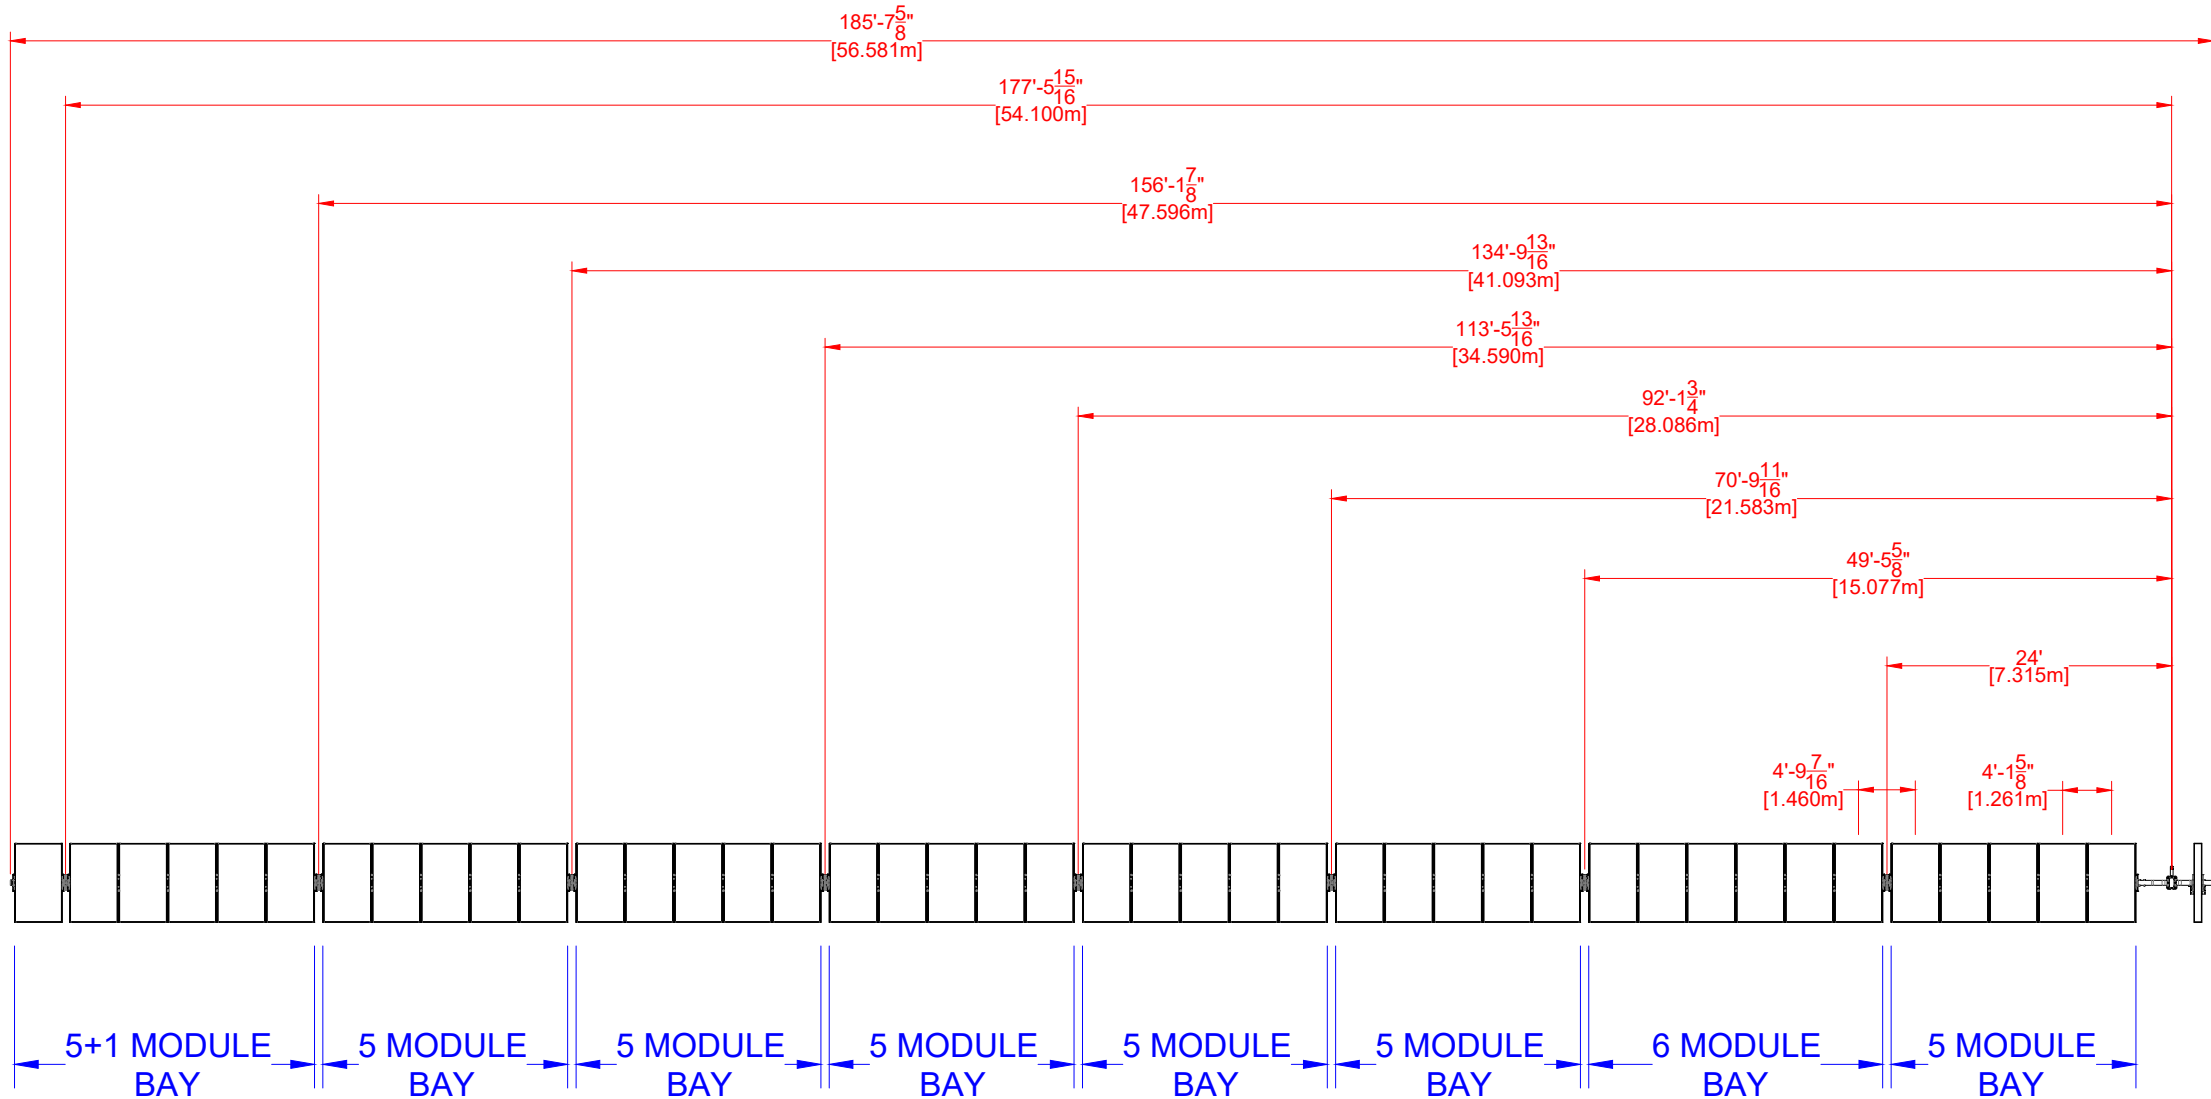 185'-7 5/8"
[56.581m]
177'-5 15/16"
[54.100m]
156'-1 7/8"
[47.596m]
134'-9 13/16"
[41.093m]
113'-5 13/16"
[34.590m]
92'-1 3/4"
[28.086m]
70'-9 11/16"
[21.583m]
49'-5 5/8"
[15.077m]
24'
[7.315m]
4'-9 7/16"
[1.460m]
4'-1 5/8"
[1.261m]
5+1 MODULE
BAY
5 MODULE
BAY
5 MODULE
BAY
5 MODULE
BAY
5 MODULE
BAY
5 MODULE
BAY
6 MODULE
BAY
5 MODULE
BAY